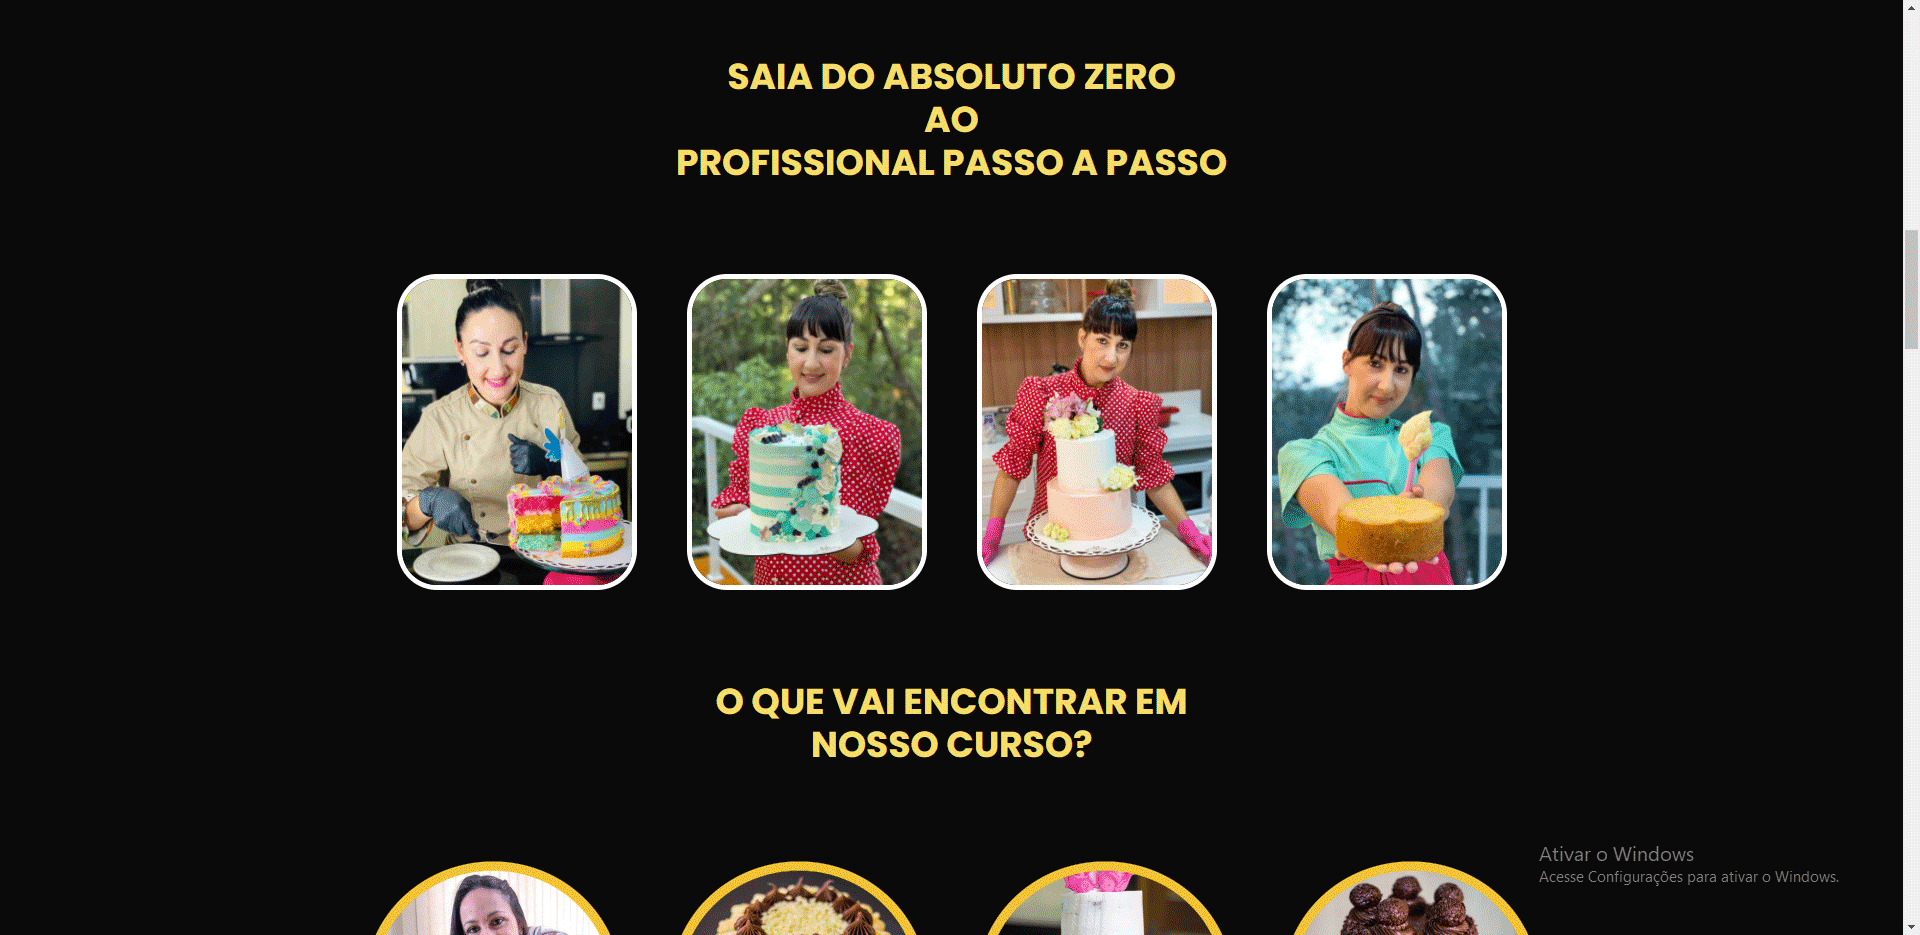 SAIA DO ABSOLUTO ZERO
AO
PROFISSIONAL PASSO A PASSO
O QUE VAI ENCONTRAR EM
NOSSO CURSO?
Ativar o Windows
Acesse Configurações para ativar o Windows.